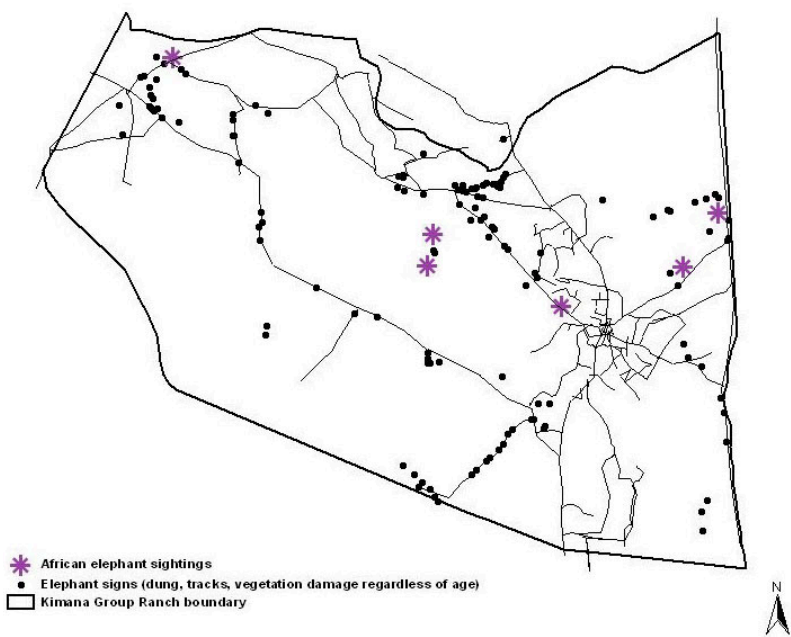 African elephant sightings
Elephant signs (dung, tracks, vegetation damage regardless of age)
Kimana Group Ranch boundary
N